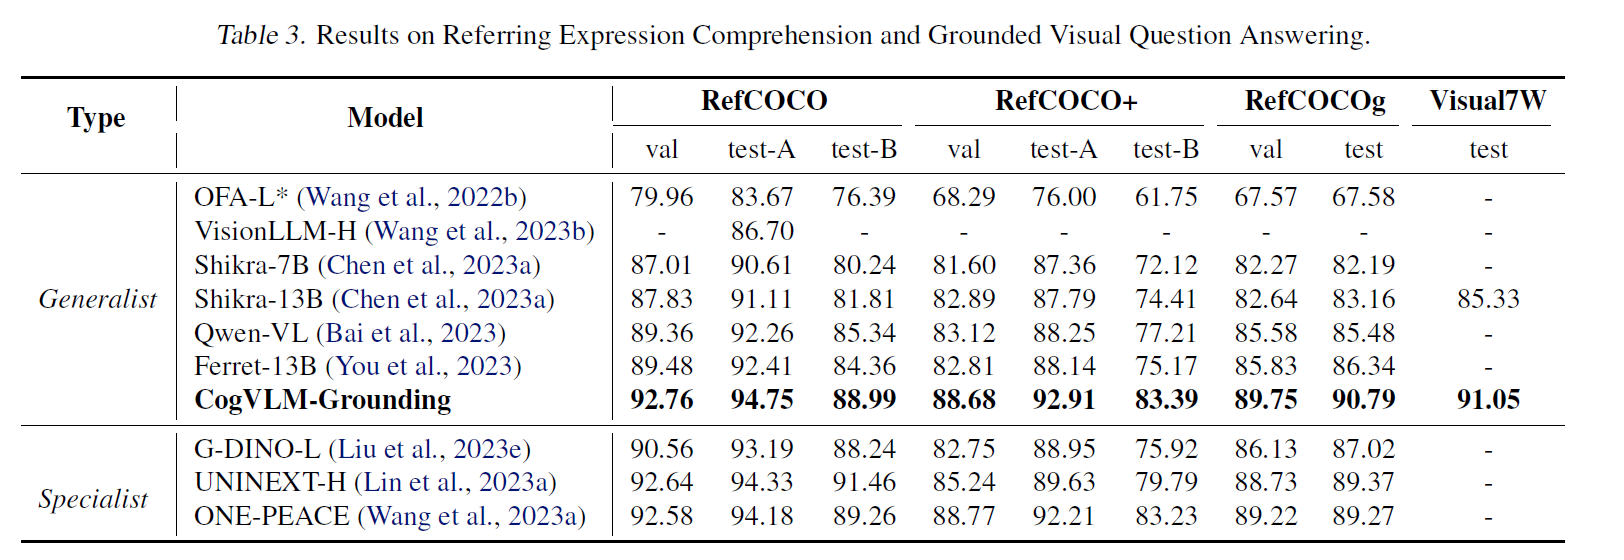 Table 3. Results on Referring Expression Comprehension and Grounded Visual Question Answering.
Type Model RefCOCO RefCOCO+ RefCOCOg Visual7W
val test-A test-B val test-A test-B val test test
Generalist
OFA-L* (Wang et al., 2022b) 79.96 83.67 76.39 68.29 76.00 61.75 67.57 67.58 -
VisionLLM-H (Wang et al., 2023b) - 86.70 - - - - - - -
Shikra-7B (Chen et al., 2023a) 87.01 90.61 80.24 81.60 87.36 72.12 82.27 82.19 -
Shikra-13B (Chen et al., 2023a) 87.83 91.11 81.81 82.89 87.79 74.41 82.64 83.16 85.33
Qwen-VL (Bai et al., 2023) 89.36 92.26 85.34 83.12 88.25 77.21 85.58 85.48 -
Ferret-13B (You et al., 2023) 89.48 92.41 84.36 82.81 88.14 75.17 85.83 86.34 -
CogVLM-Grounding 92.76 94.75 88.99 88.68 92.91 83.39 89.75 90.79 91.05
Specialist
G-DINO-L (Liu et al., 2023e) 90.56 93.19 88.24 82.75 88.95 75.92 86.13 87.02 -
UNINEXT-H (Lin et al., 2023a) 92.64 94.33 91.46 85.24 89.63 79.79 88.73 89.37 -
ONE-PEACE (Wang et al., 2023a) 92.58 94.18 89.26 88.77 92.21 83.23 89.22 89.27 -